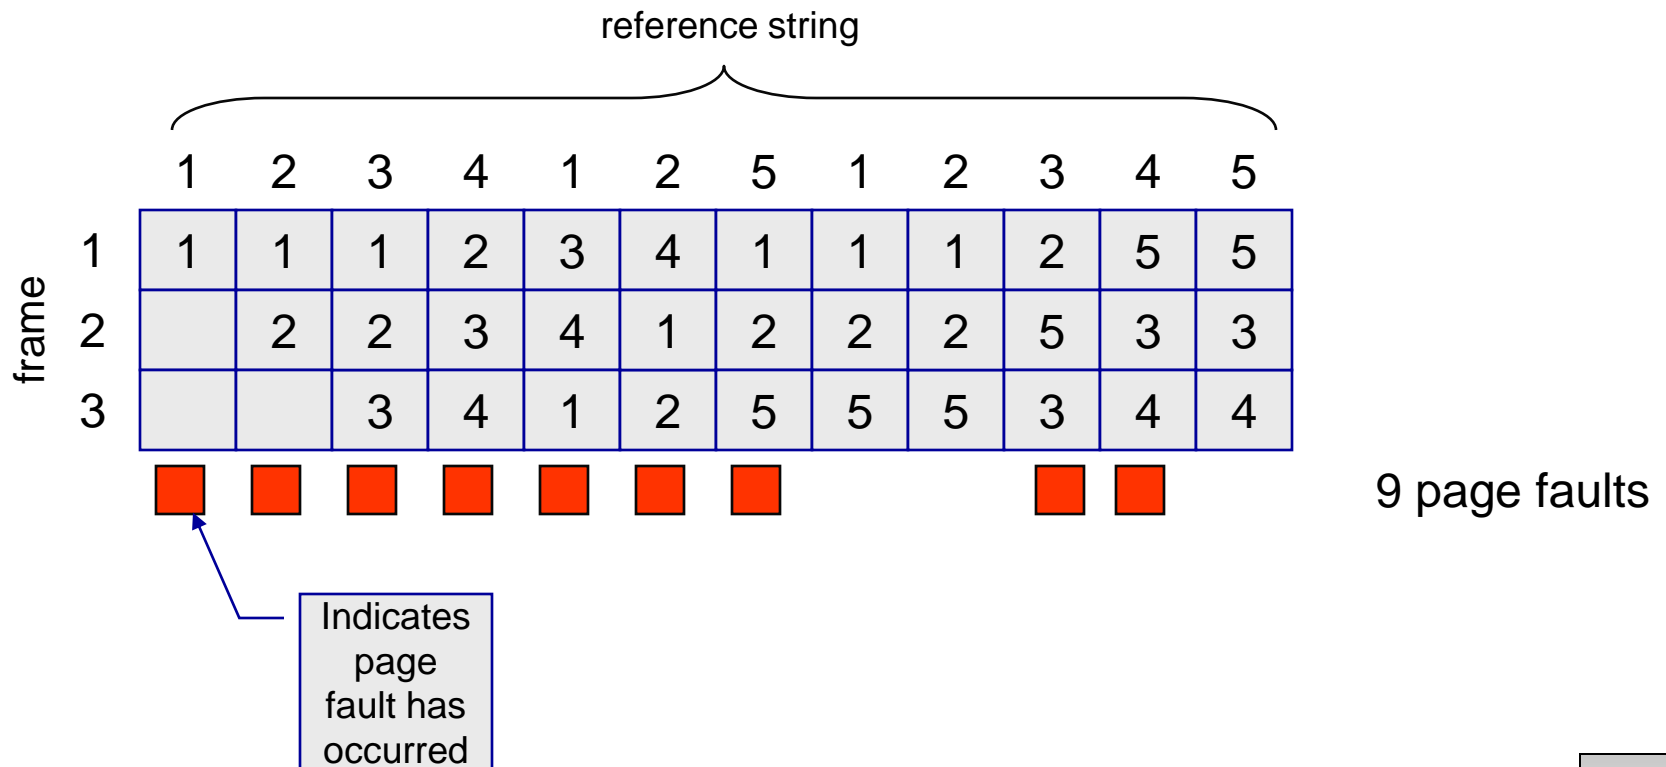 reference string
1 2 3 4 1 2 5 1 2 3 4 5
1 1 1 1 2 3 4 1 1 1 2 5 5
frame
2 2 2 3 4 1 2 2 2 5 3 3
3 3 4 1 2 5 5 5 3 4 4
9 page faults
Indicates
page
fault has
occurred